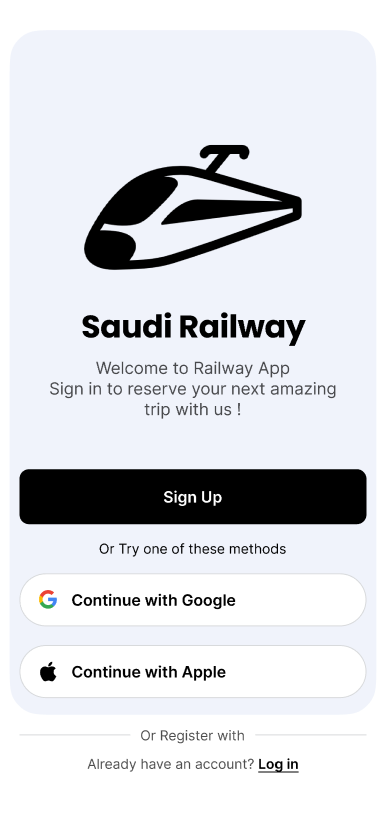 Saudi Railway
Welcome to Railway App
Sign in to reserve your next amazing
trip with us !
Sign Up
Or Try one of these methods
Continue with Google
Continue with Apple
Or Register with
Already have an account? Log in